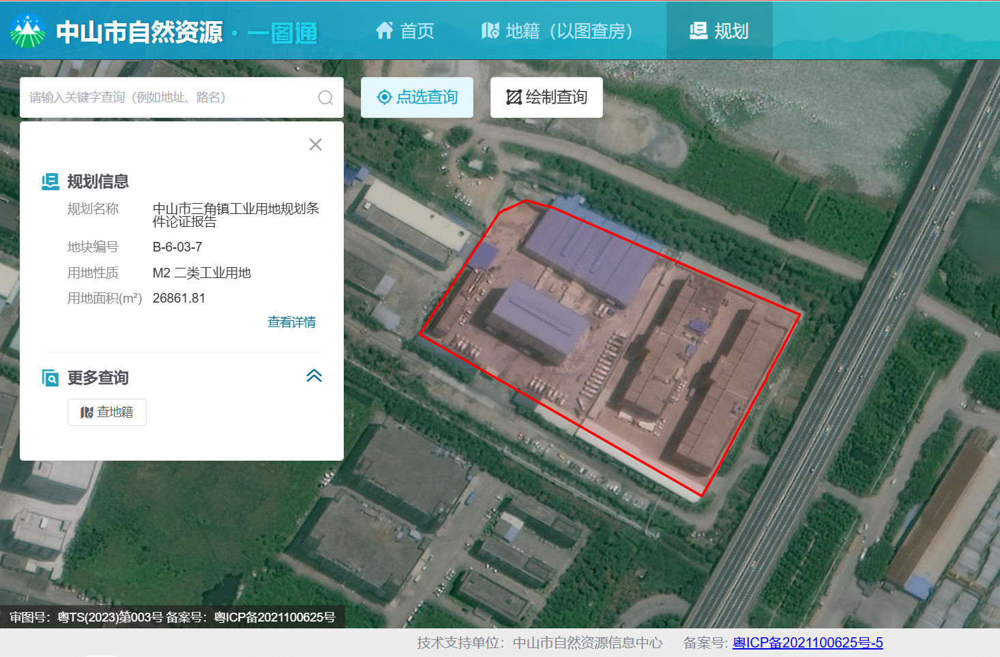 中山市自然资源·一图通
首页
地籍（以图查房）
规划
请输入关键字查询（例如地址、路名）
点选查询
绘制查询
规划信息
规划名称 中山市三角镇工业用地规划条
件论证报告
地块编号 B-6-03-7
用地性质 M2 二类工业用地
用地面积(m²) 26861.81
查看详情
更多查询
查地籍
审图号：粤TS(2023)第003号 备案号：粤ICP备2021100625号
技术支持单位：中山市自然资源信息中心 备案号: 粤ICP备2021100625号-5